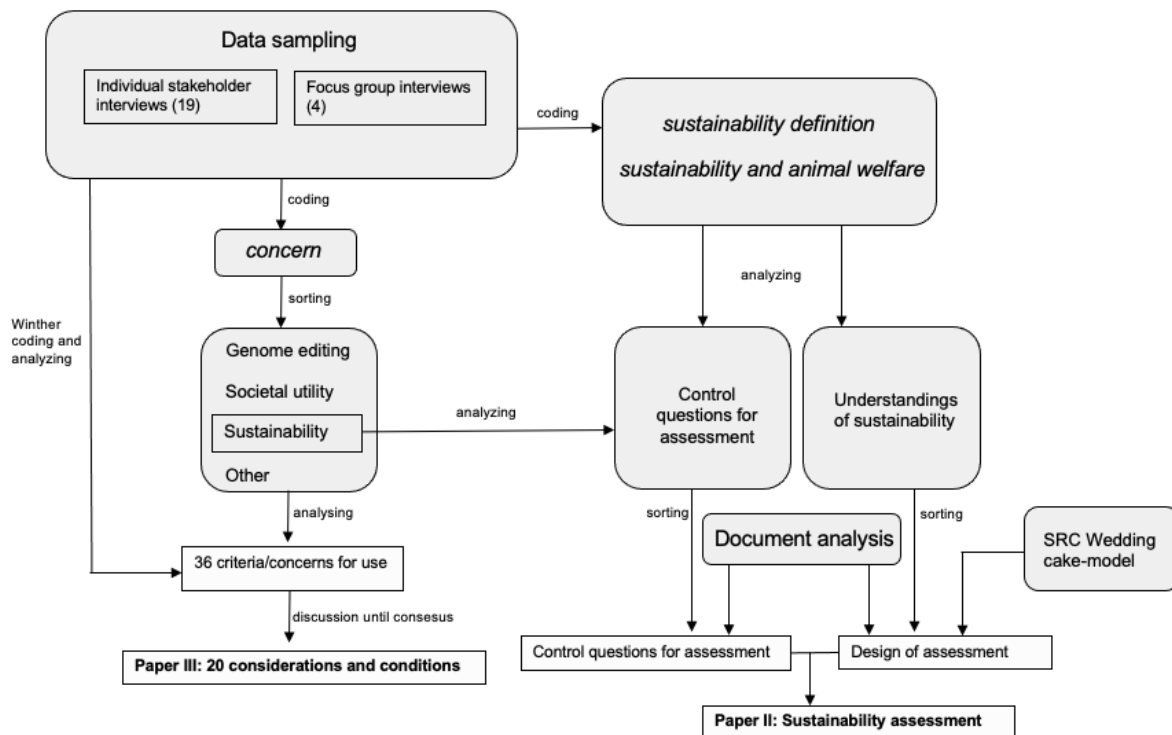 Data sampling
Individual stakeholder
interviews (19)
Focus group interviews
(4)
coding
sustainability definition
sustainability and animal welfare
coding
concern
sorting
analyzing
Winther
coding and
analyzing
Genome editing
Societal utility
Sustainability
Other
analyzing
Control
questions for
assessment
Understandings
of sustainability
analysing
sorting
Document analysis
sorting
SRC Wedding
cake-model
36 criteria/concerns for use
discussion until consesus
Control questions for assessment
Design of assessment
Paper III: 20 considerations and conditions
Paper II: Sustainability assessment